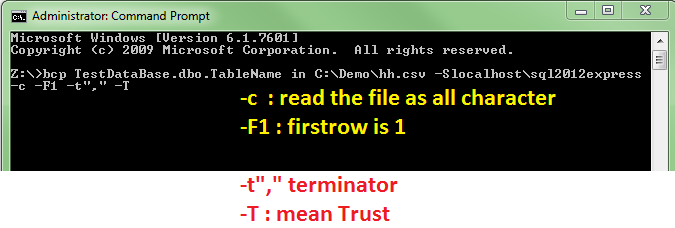 Administrator: Command Prompt
Microsoft Windows [Version 6.1.7601]
Copyright (c) 2009 Microsoft Corporation.  All rights reserved.
Z:\>bcp TestDataBase.dbo.TableName in C:\Demo\hh.csv -Slocalhost\sql2012express
-c -F1 -t"," -T
-c  : read the file as all character
-F1 : firstrow is 1
-t"," terminator
-T : mean Trust